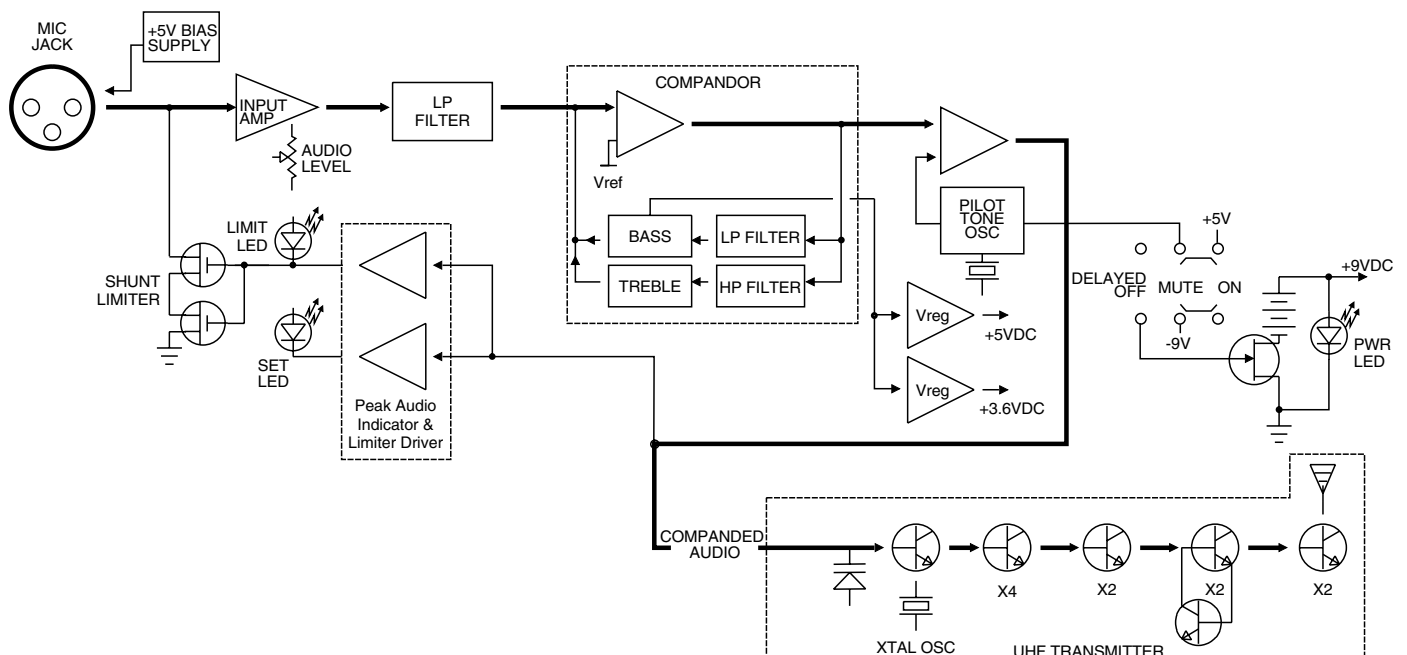 MIC
JACK
+5V BIAS
SUPPLY
INPUT
AMP
AUDIO
LEVEL
LP
FILTER
COMPANDOR
Vref
BASS
LP FILTER
TREBLE
HP FILTER
PILOT
TONE
OSC
+5V
DELAYED
OFF
MUTE
ON
-9V
+9VDC
PWR
LED
LIMIT
LED
SHUNT
LIMITER
SET
LED
Peak Audio
Indicator &
Limiter Driver
Vreg
+5VDC
Vreg
+3.6VDC
COMPANDED
AUDIO
X4
X2
X2
X2
XTAL OSC
UHF TRANSMITTER